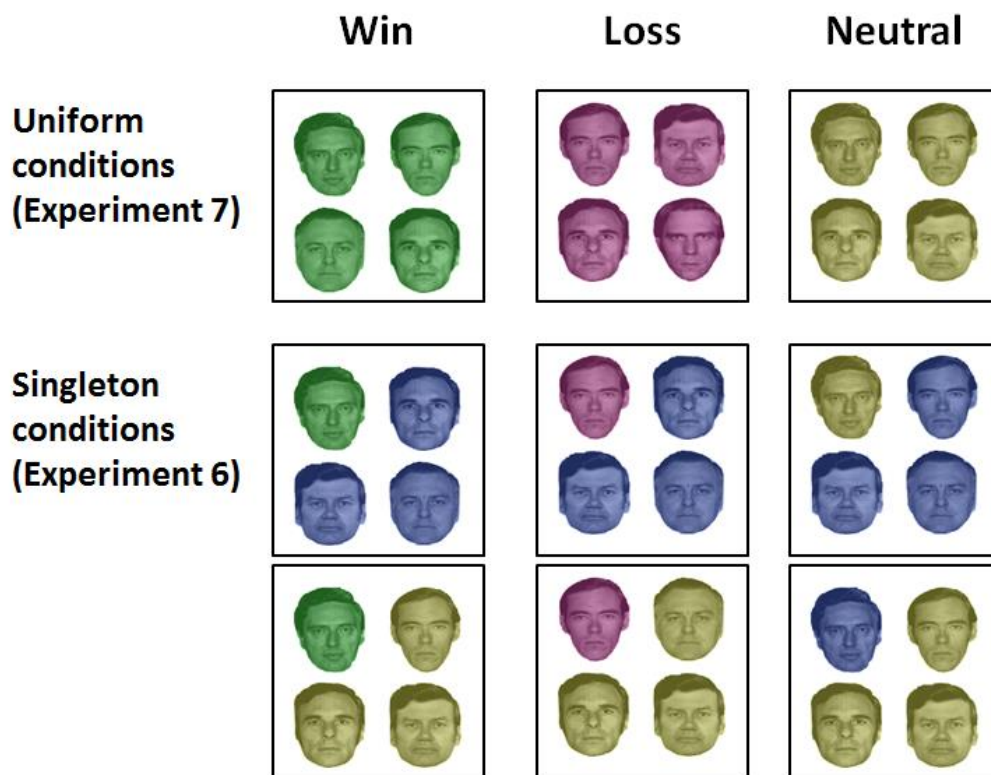 Win Loss Neutral
Uniform
conditions
(Experiment 7)
Singleton
conditions
(Experiment 6)